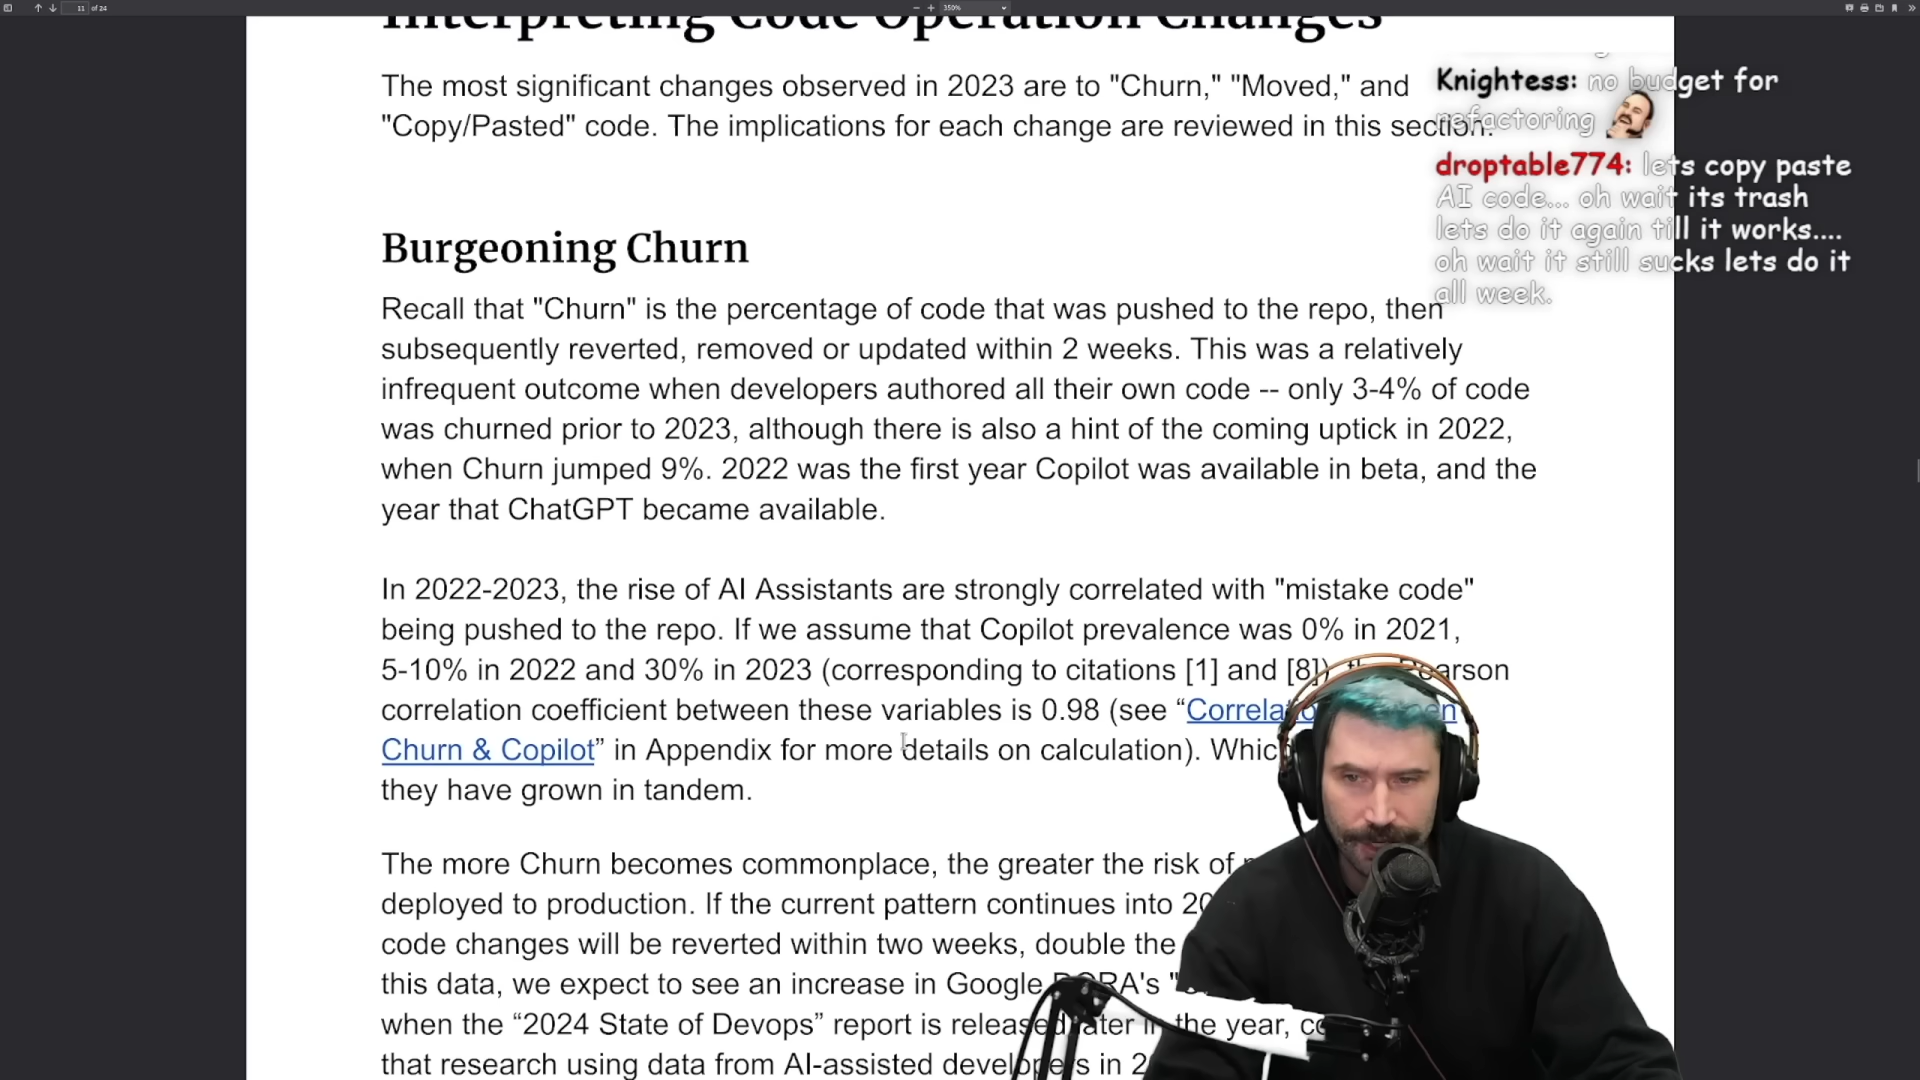 11 of 24
350%
Interpreting Code Operation Changes
The most significant changes observed in 2023 are to "Churn," "Moved," and
"Copy/Pasted" code. The implications for each change are reviewed in this section.
Knightess: no budget for
refactoring
droptable774: lets copy paste
AI code... oh wait its trash
lets do it again till it works....
oh wait it still sucks lets do it
all week.
Burgeoning Churn
Recall that "Churn" is the percentage of code that was pushed to the repo, then
subsequently reverted, removed or updated within 2 weeks. This was a relatively
infrequent outcome when developers authored all their own code -- only 3-4% of code
was churned prior to 2023, although there is also a hint of the coming uptick in 2022,
when Churn jumped 9%. 2022 was the first year Copilot was available in beta, and the
year that ChatGPT became available.
In 2022-2023, the rise of AI Assistants are strongly correlated with "mistake code"
being pushed to the repo. If we assume that Copilot prevalence was 0% in 2021,
5-10% in 2022 and 30% in 2023 (corresponding to citations [1] and [8]), the Pearson
correlation coefficient between these variables is 0.98 (see “
Churn & Copilot” in Appendix for more details on calculation).
they have grown in tandem.
The more Churn becomes commonplace, the greater the risk of
deployed to production. If the current pattern continues into
code changes will be reverted within two weeks, double the
this data, we expect to see an increase in Google DORA's
when the “2024 State of Devops” report is released later in the year,
that research using data from AI-assisted developers in